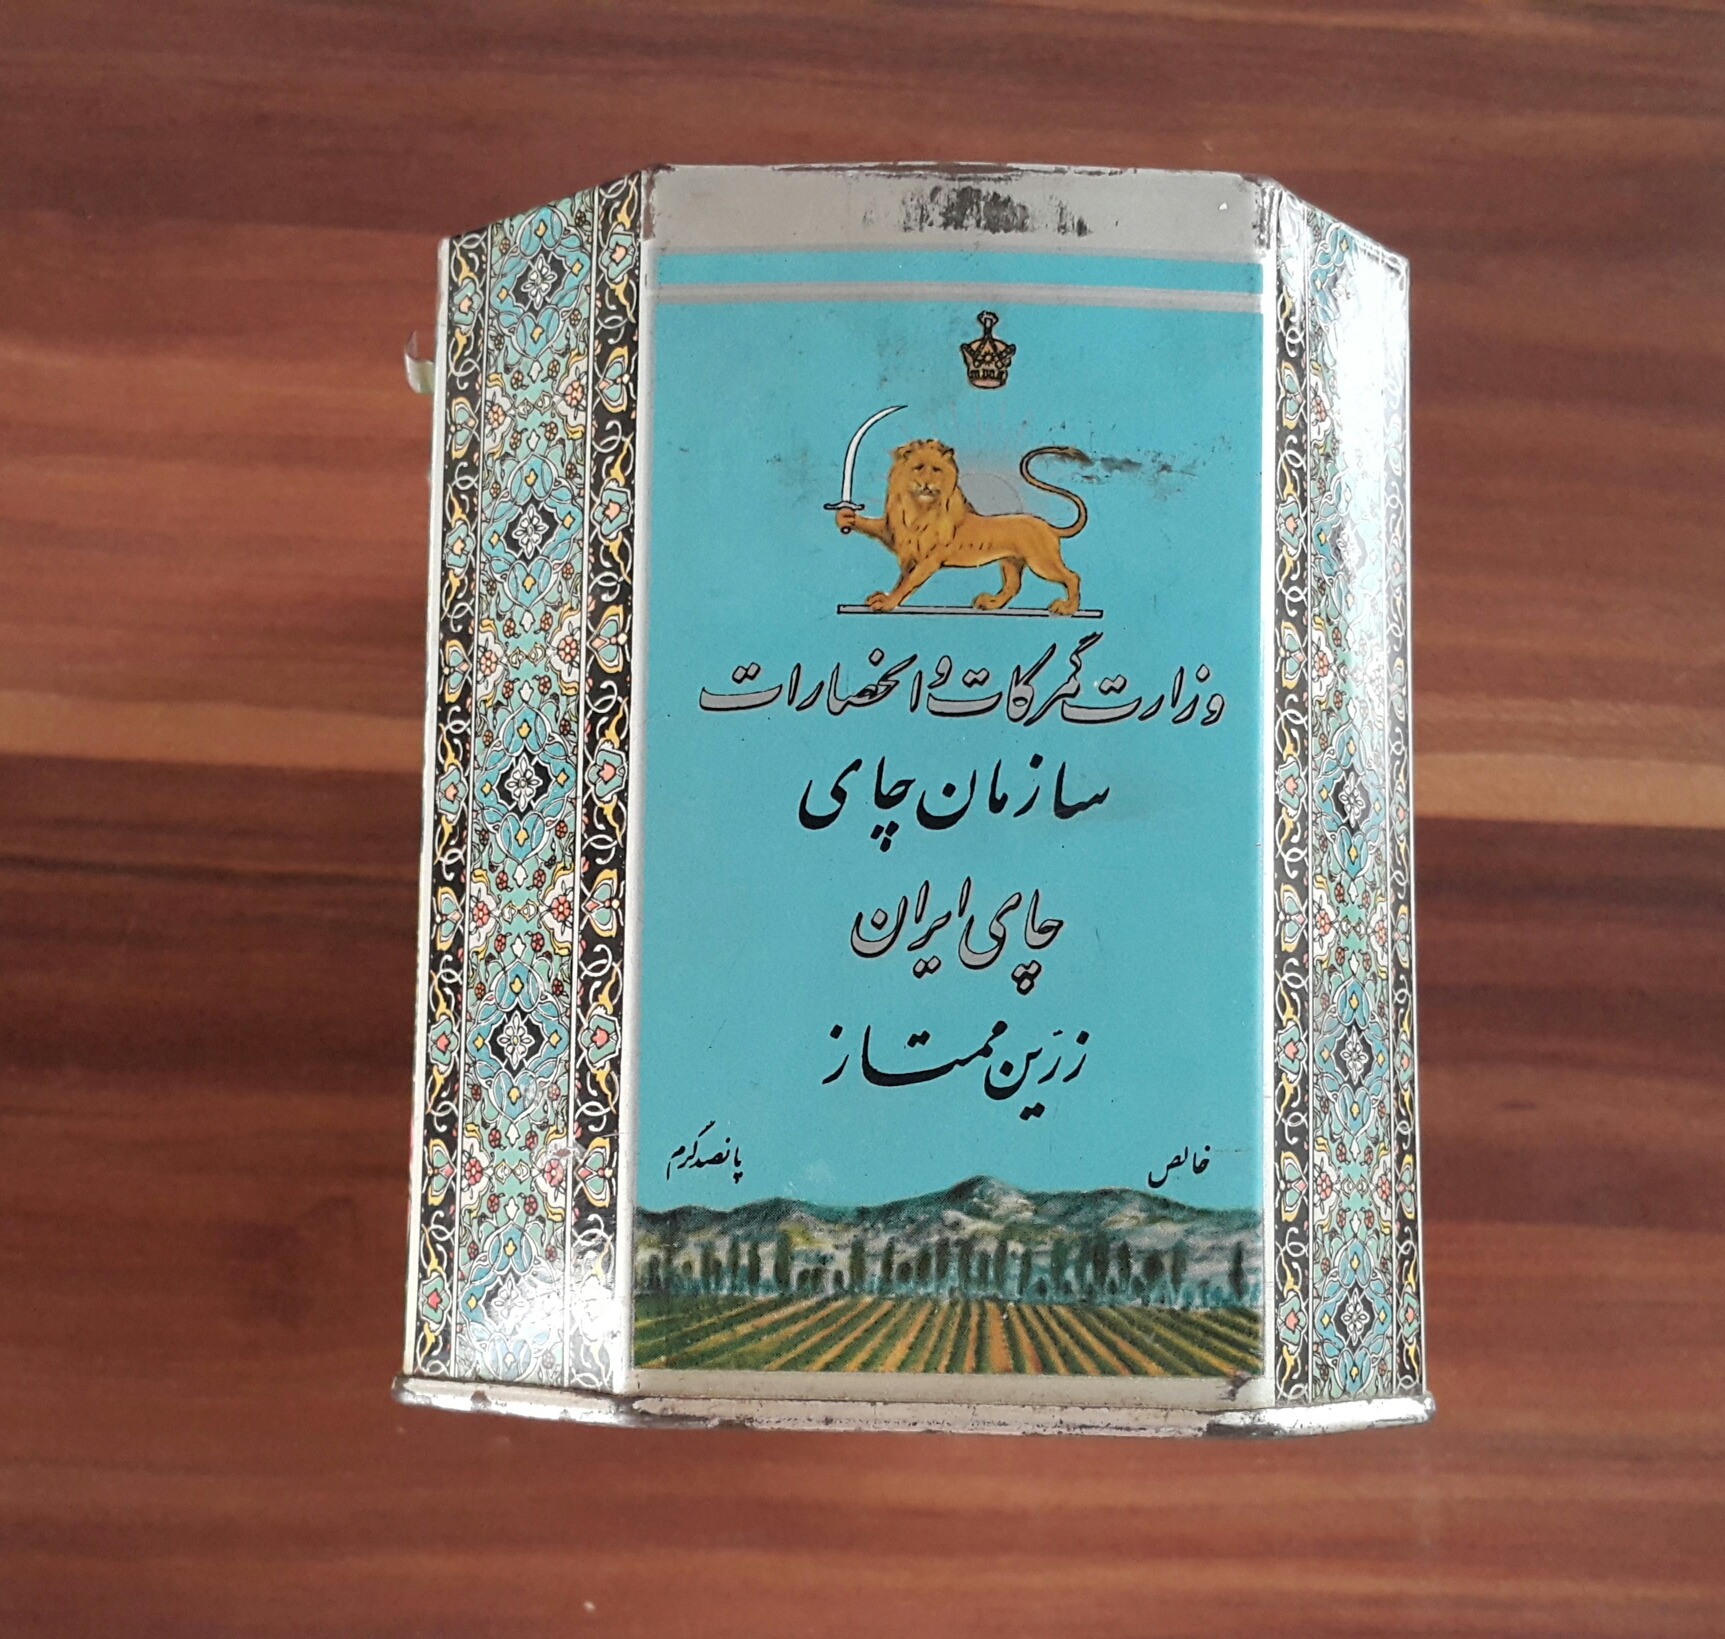 وزارت گمرکات و انحصارات
سازمان چای
چای ایران
زرین ممتاز
خالص پانصد گرم